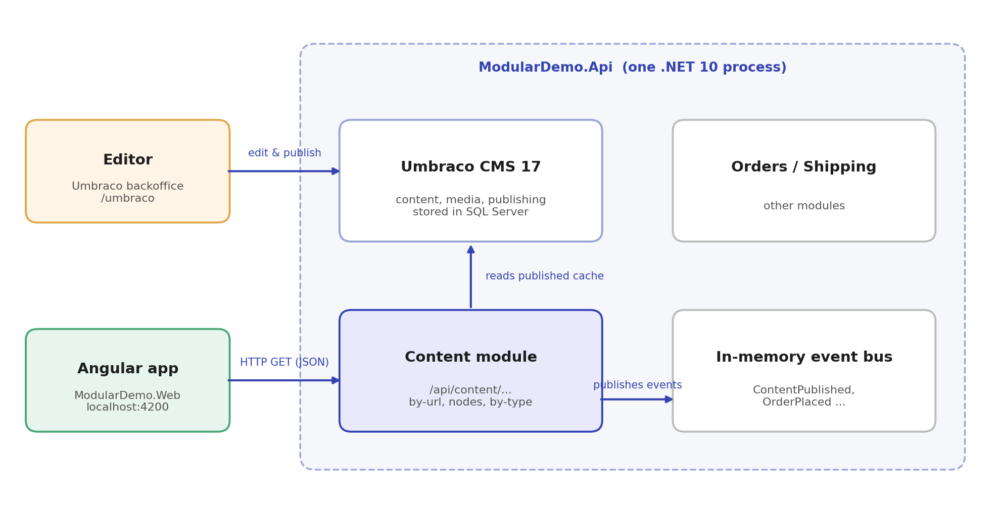 ModularDemo.Api  (one .NET 10 process)
Editor
Umbraco backoffice
/umbraco
edit & publish
Umbraco CMS 17
content, media, publishing
stored in SQL Server
Orders / Shipping
other modules
reads published cache
Angular app
ModularDemo.Web
localhost:4200
HTTP GET (JSON)
Content module
/api/content/...
by-url, nodes, by-type
publishes events
In-memory event bus
ContentPublished,
OrderPlaced ...